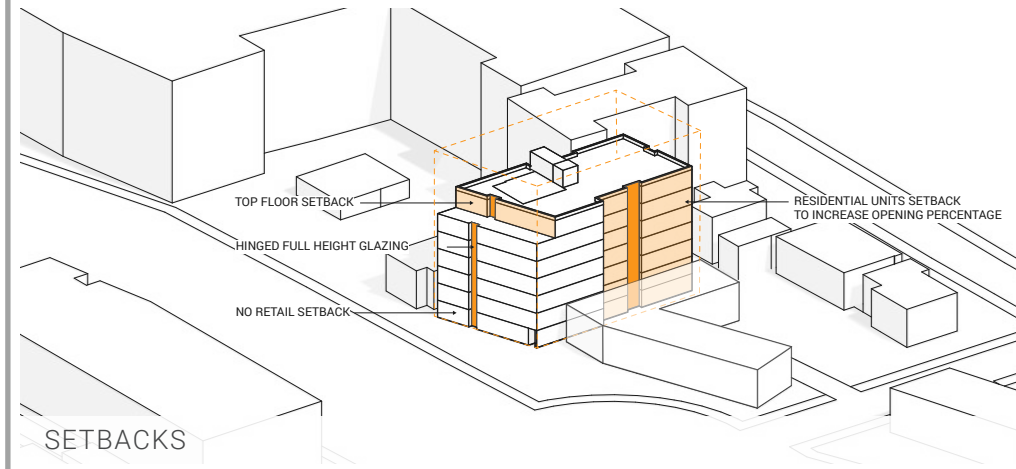 TOP FLOOR SETBACK
RESIDENTIAL UNITS SETBACK
TO INCREASE OPENING PERCENTAGE
HINGED FULL HEIGHT GLAZING
NO RETAIL SETBACK
SETBACKS